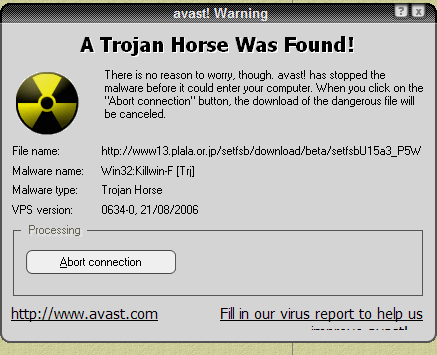 avast! Warning
A Trojan Horse Was Found!
There is no reason to worry, though. avast! has stopped the
malware before it could enter your computer. When you click on the
"Abort connection" button, the download of the dangerous file will
be canceled.
File name: http://www13.plala.or.jp/setfsb/download/beta/setfsbU15a3_P5W
Malware name: Win32:Killwin-F [Trj]
Malware type: Trojan Horse
VPS version: 0634-0, 21/08/2006
Processing
Abort connection
http://www.avast.com Fill in our virus report to help us
improve avast!